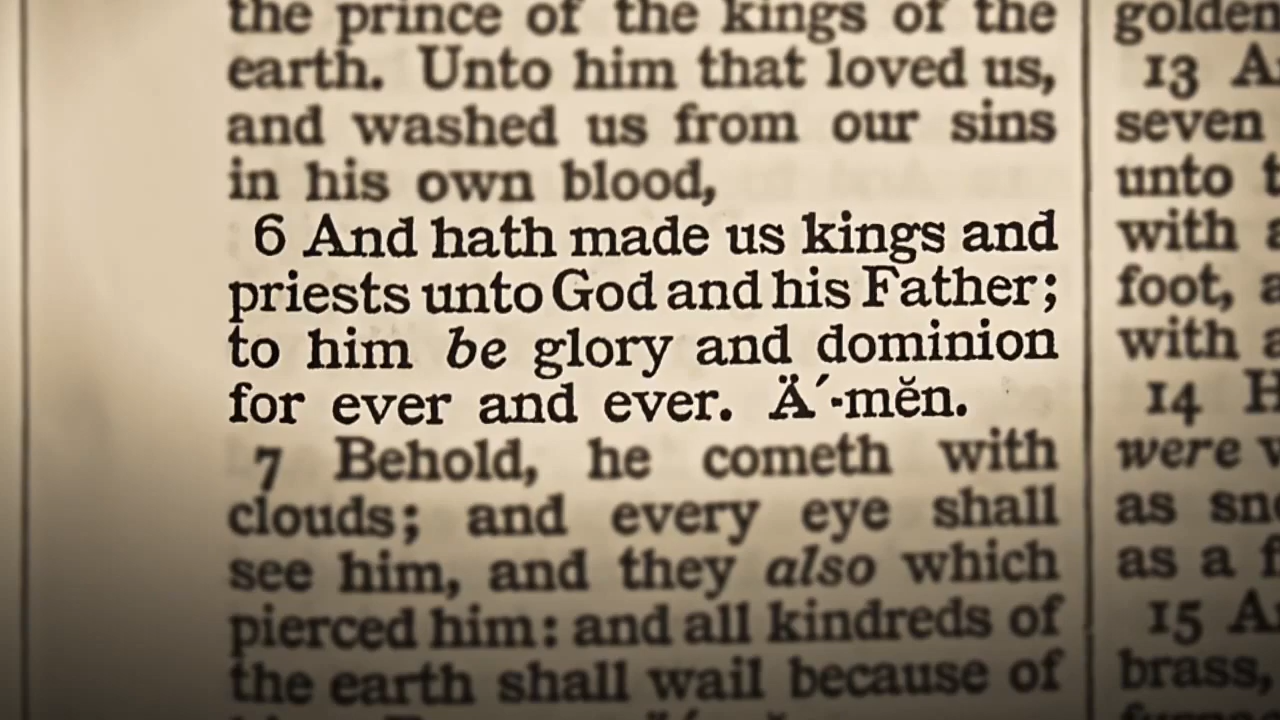 the prince of the kings of the
earth. Unto him that loved us,
and washed us from our sins
in his own blood,
6 And hath made us kings and
priests unto God and his Father;
to him be glory and dominion
for ever and ever. Ä′-mĕn.
7 Behold, he cometh with
clouds; and every eye shall
see him, and they also which
pierced him: and all kindreds of
the earth shall wail because of
golden
13
seven
unto
with
foot,
with
14
were
as
as a
15
brass,